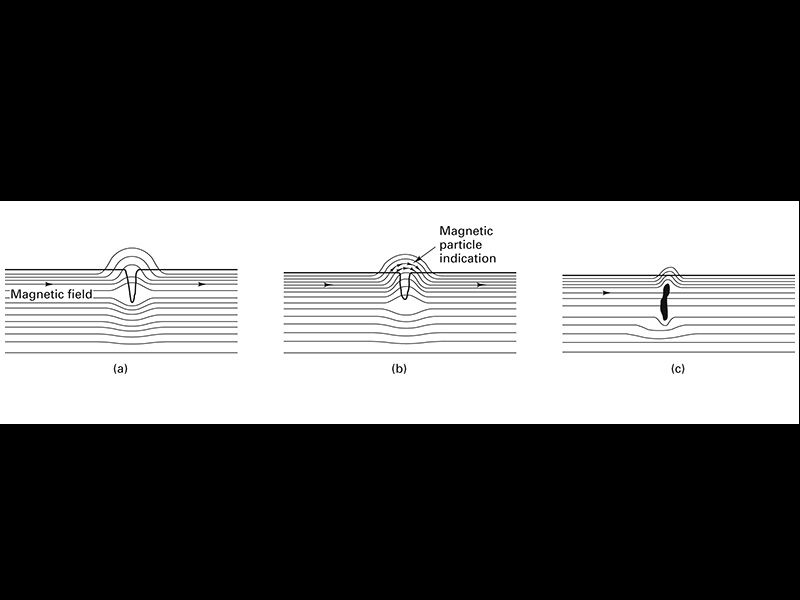 Magnetic
particle
indication
Magnetic field
(a)
(b)
(c)